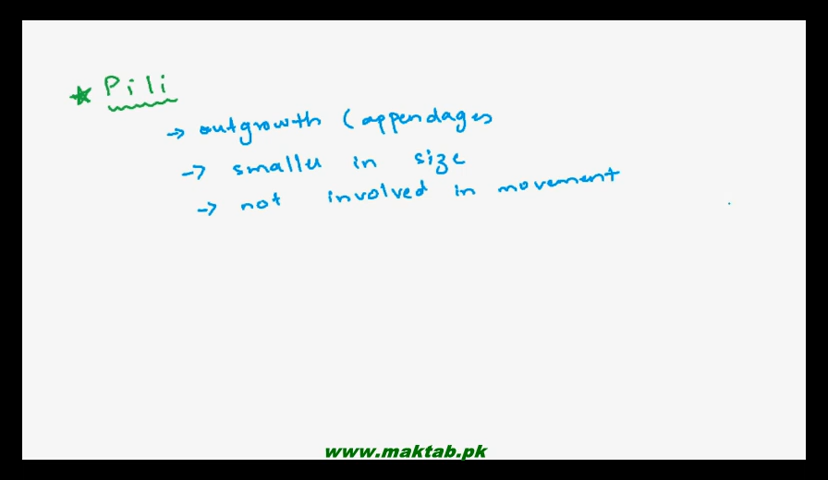 ★ Pili
→ outgrowth (appendages
→ smaller in size
→ not involved in movement
www.maktab.pk